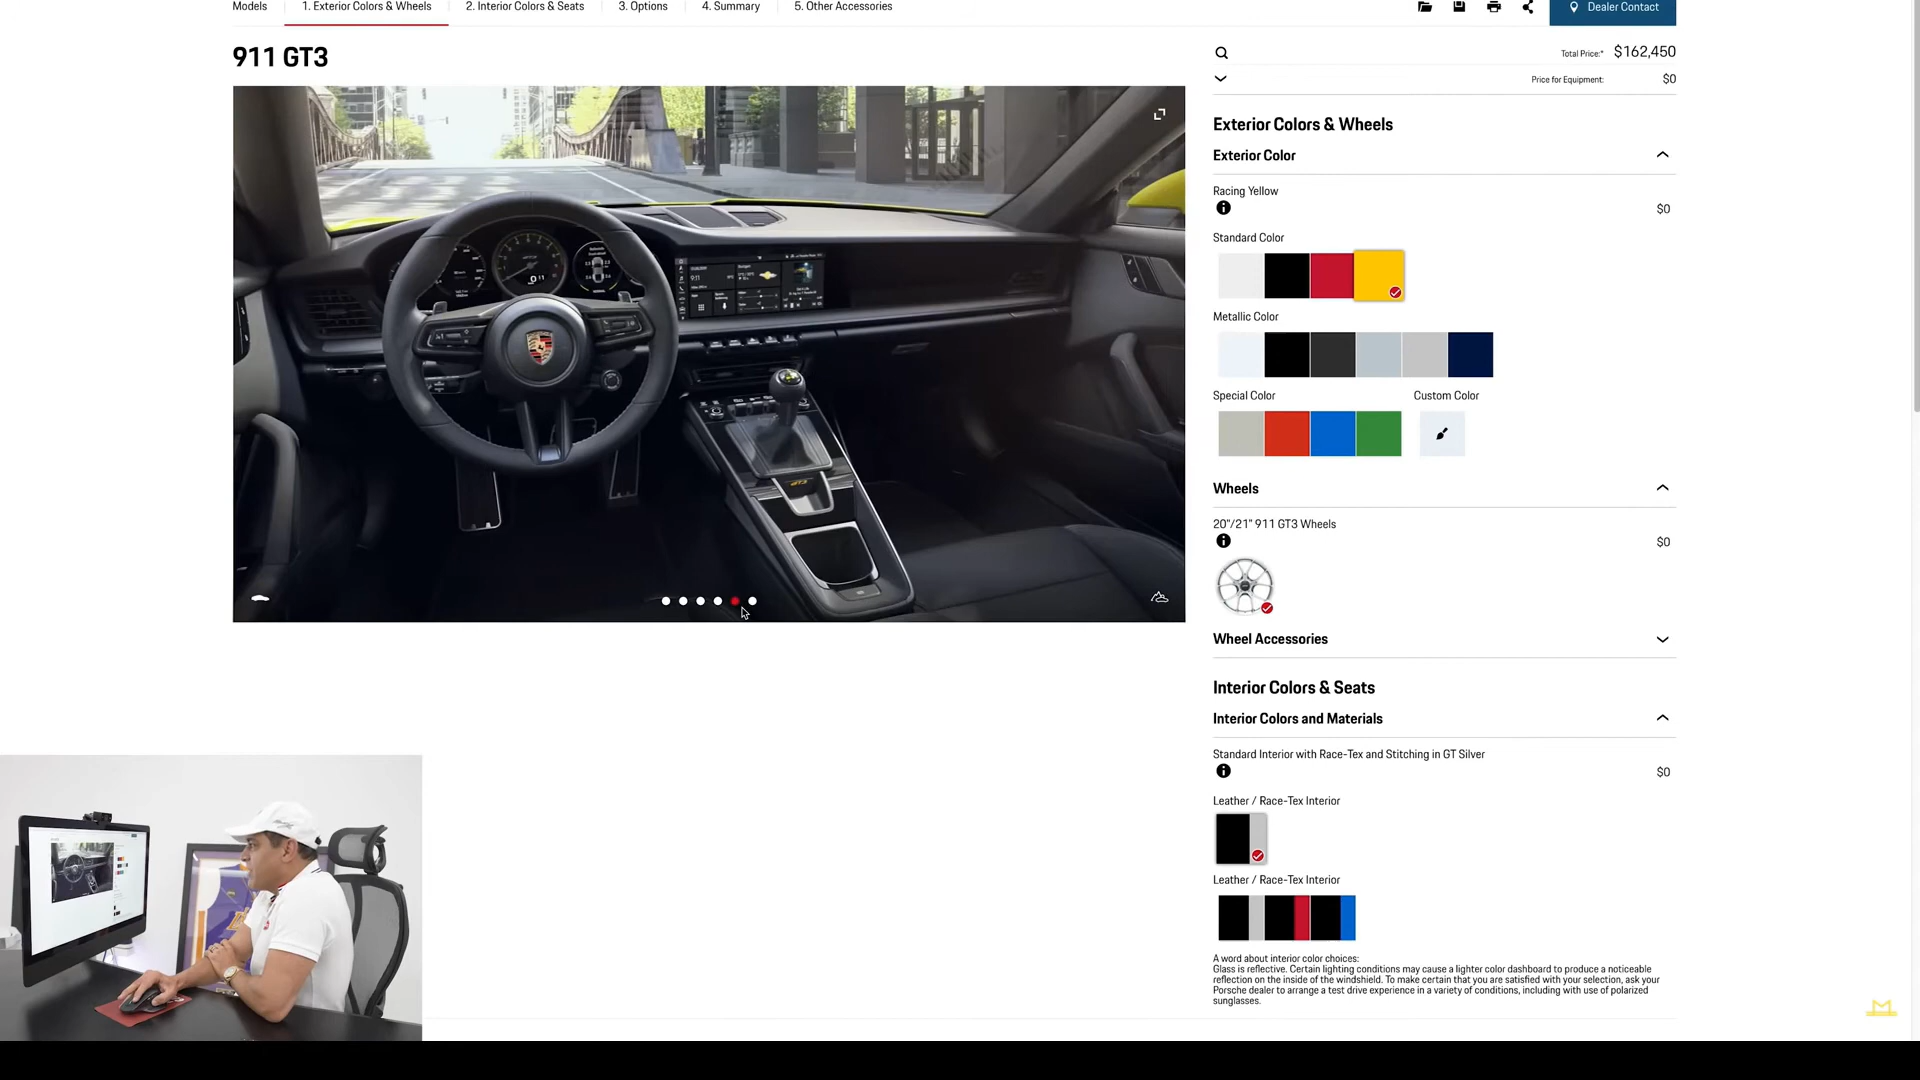 Models
1. Exterior Colors & Wheels
2. Interior Colors & Seats
3. Options
4. Summary
5. Other Accessories
Dealer Contact
911 GT3
Total Price:* $162,450
Price for Equipment: $0
Exterior Colors & Wheels
Exterior Color
Racing Yellow
$0
Standard Color
Metallic Color
Special Color
Custom Color
Wheels
20"/21" 911 GT3 Wheels
$0
Wheel Accessories
Interior Colors & Seats
Interior Colors and Materials
Standard Interior with Race-Tex and Stitching in GT Silver
$0
Leather / Race-Tex Interior
Leather / Race-Tex Interior
A word about interior color choices:
Glass is reflective. Certain lighting conditions may cause a lighter color dashboard to produce a noticeable
reflection on the inside of the windshield. To make certain that you are satisfied with your selection, ask your
Porsche dealer to arrange a test drive experience in a variety of conditions, including with use of polarized
sunglasses.
9:11
GT3